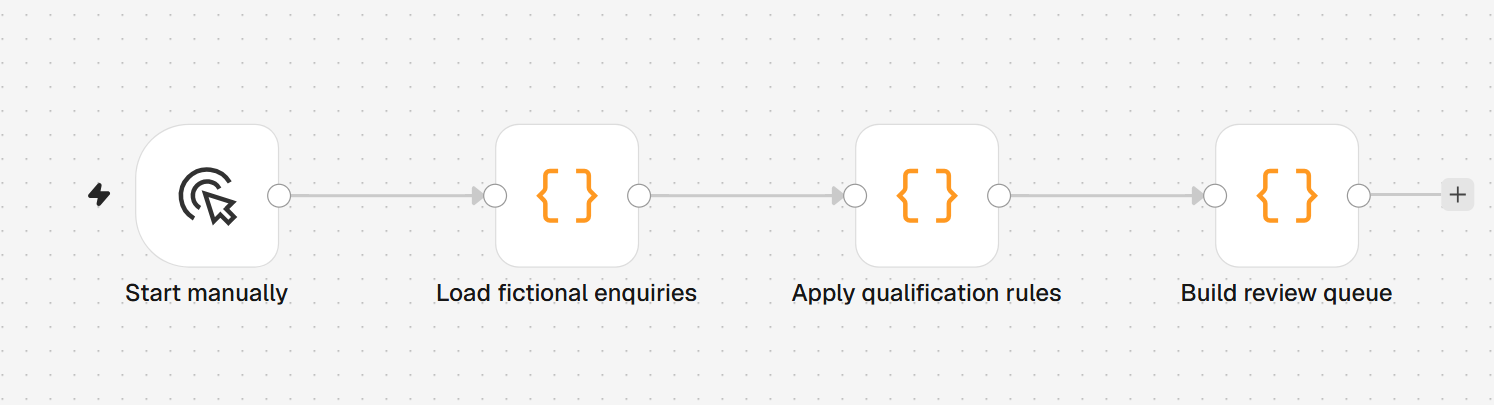 Start manually
Load fictional enquiries
Apply qualification rules
Build review queue